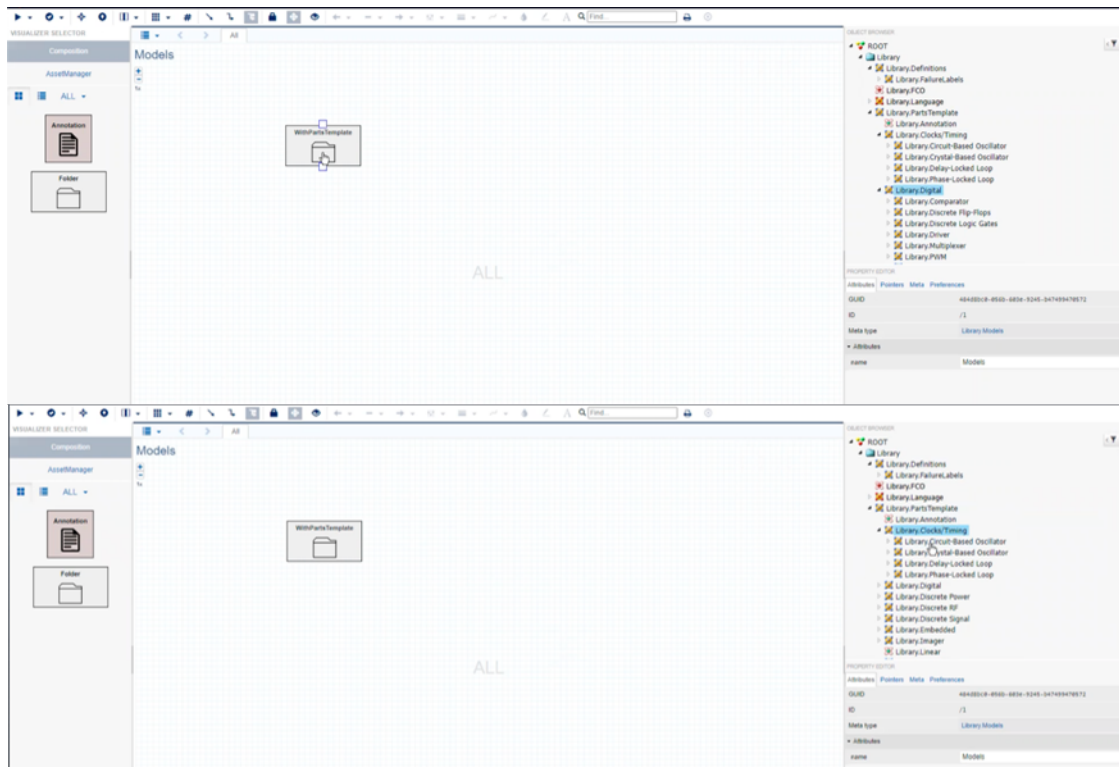 Find...
VISUALIZER SELECTOR
Composition
AssetManager
ALL
Annotation
Folder
All
Models
WithPartsTemplate
ALL
OBJECT BROWSER
ROOT
Library
Library.Definitions
Library.FailureLabels
Library.FCO
Library.Language
Library.PartsTemplate
Library.Annotation
Library.Clocks/Timing
Library.Circuit-Based Oscillator
Library.Crystal-Based Oscillator
Library.Delay-Locked Loop
Library.Phase-Locked Loop
Library.Digital
Library.Comparator
Library.Discrete Flip-Flops
Library.Discrete Logic Gates
Library.Driver
Library.Multiplexer
Library.PWM
PROPERTY EDITOR
Attributes Pointers Meta Preferences
GUID
ID /1
Meta type Library.Models
Attributes
name Models
Find...
VISUALIZER SELECTOR
Composition
AssetManager
ALL
Annotation
Folder
All
Models
WithPartsTemplate
ALL
OBJECT BROWSER
ROOT
Library
Library.Definitions
Library.FailureLabels
Library.FCO
Library.Language
Library.PartsTemplate
Library.Annotation
Library.Clocks/Timing
Library.Circuit-Based Oscillator
Library.Crystal-Based Oscillator
Library.Delay-Locked Loop
Library.Phase-Locked Loop
Library.Digital
Library.Discrete Power
Library.Discrete RF
Library.Discrete Signal
Library.Embedded
Library.Imager
Library.Linear
PROPERTY EDITOR
Attributes Pointers Meta Preferences
GUID
ID /1
Meta type Library.Models
Attributes
name Models